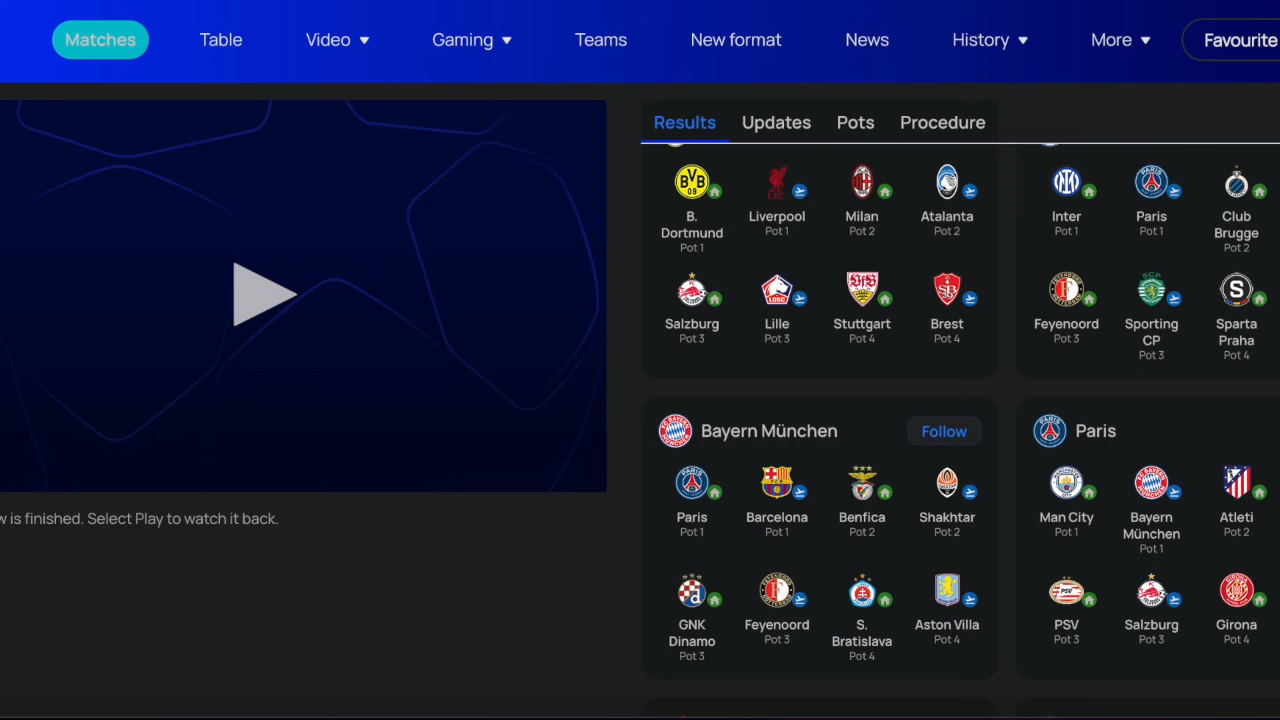 Matches Table Video Gaming Teams New format News History More Favourite
Results Updates Pots Procedure
B. Dortmund
Pot 1
Liverpool
Pot 1
Milan
Pot 2
Atalanta
Pot 2
Salzburg
Pot 3
Lille
Pot 3
Stuttgart
Pot 4
Brest
Pot 4
Inter
Pot 1
Paris
Pot 1
Club
Brugge
Pot 2
Feyenoord
Pot 3
Sporting
CP
Pot 3
Sparta
Praha
Pot 4
w is finished. Select Play to watch it back.
Bayern München Follow
Paris
Pot 1
Barcelona
Pot 1
Benfica
Pot 2
Shakhtar
Pot 2
GNK
Dinamo
Pot 3
Feyenoord
Pot 3
S.
Bratislava
Pot 4
Aston Villa
Pot 4
Paris
Man City
Pot 1
Bayern
München
Pot 1
Atleti
Pot 2
PSV
Pot 3
Salzburg
Pot 3
Girona
Pot 4